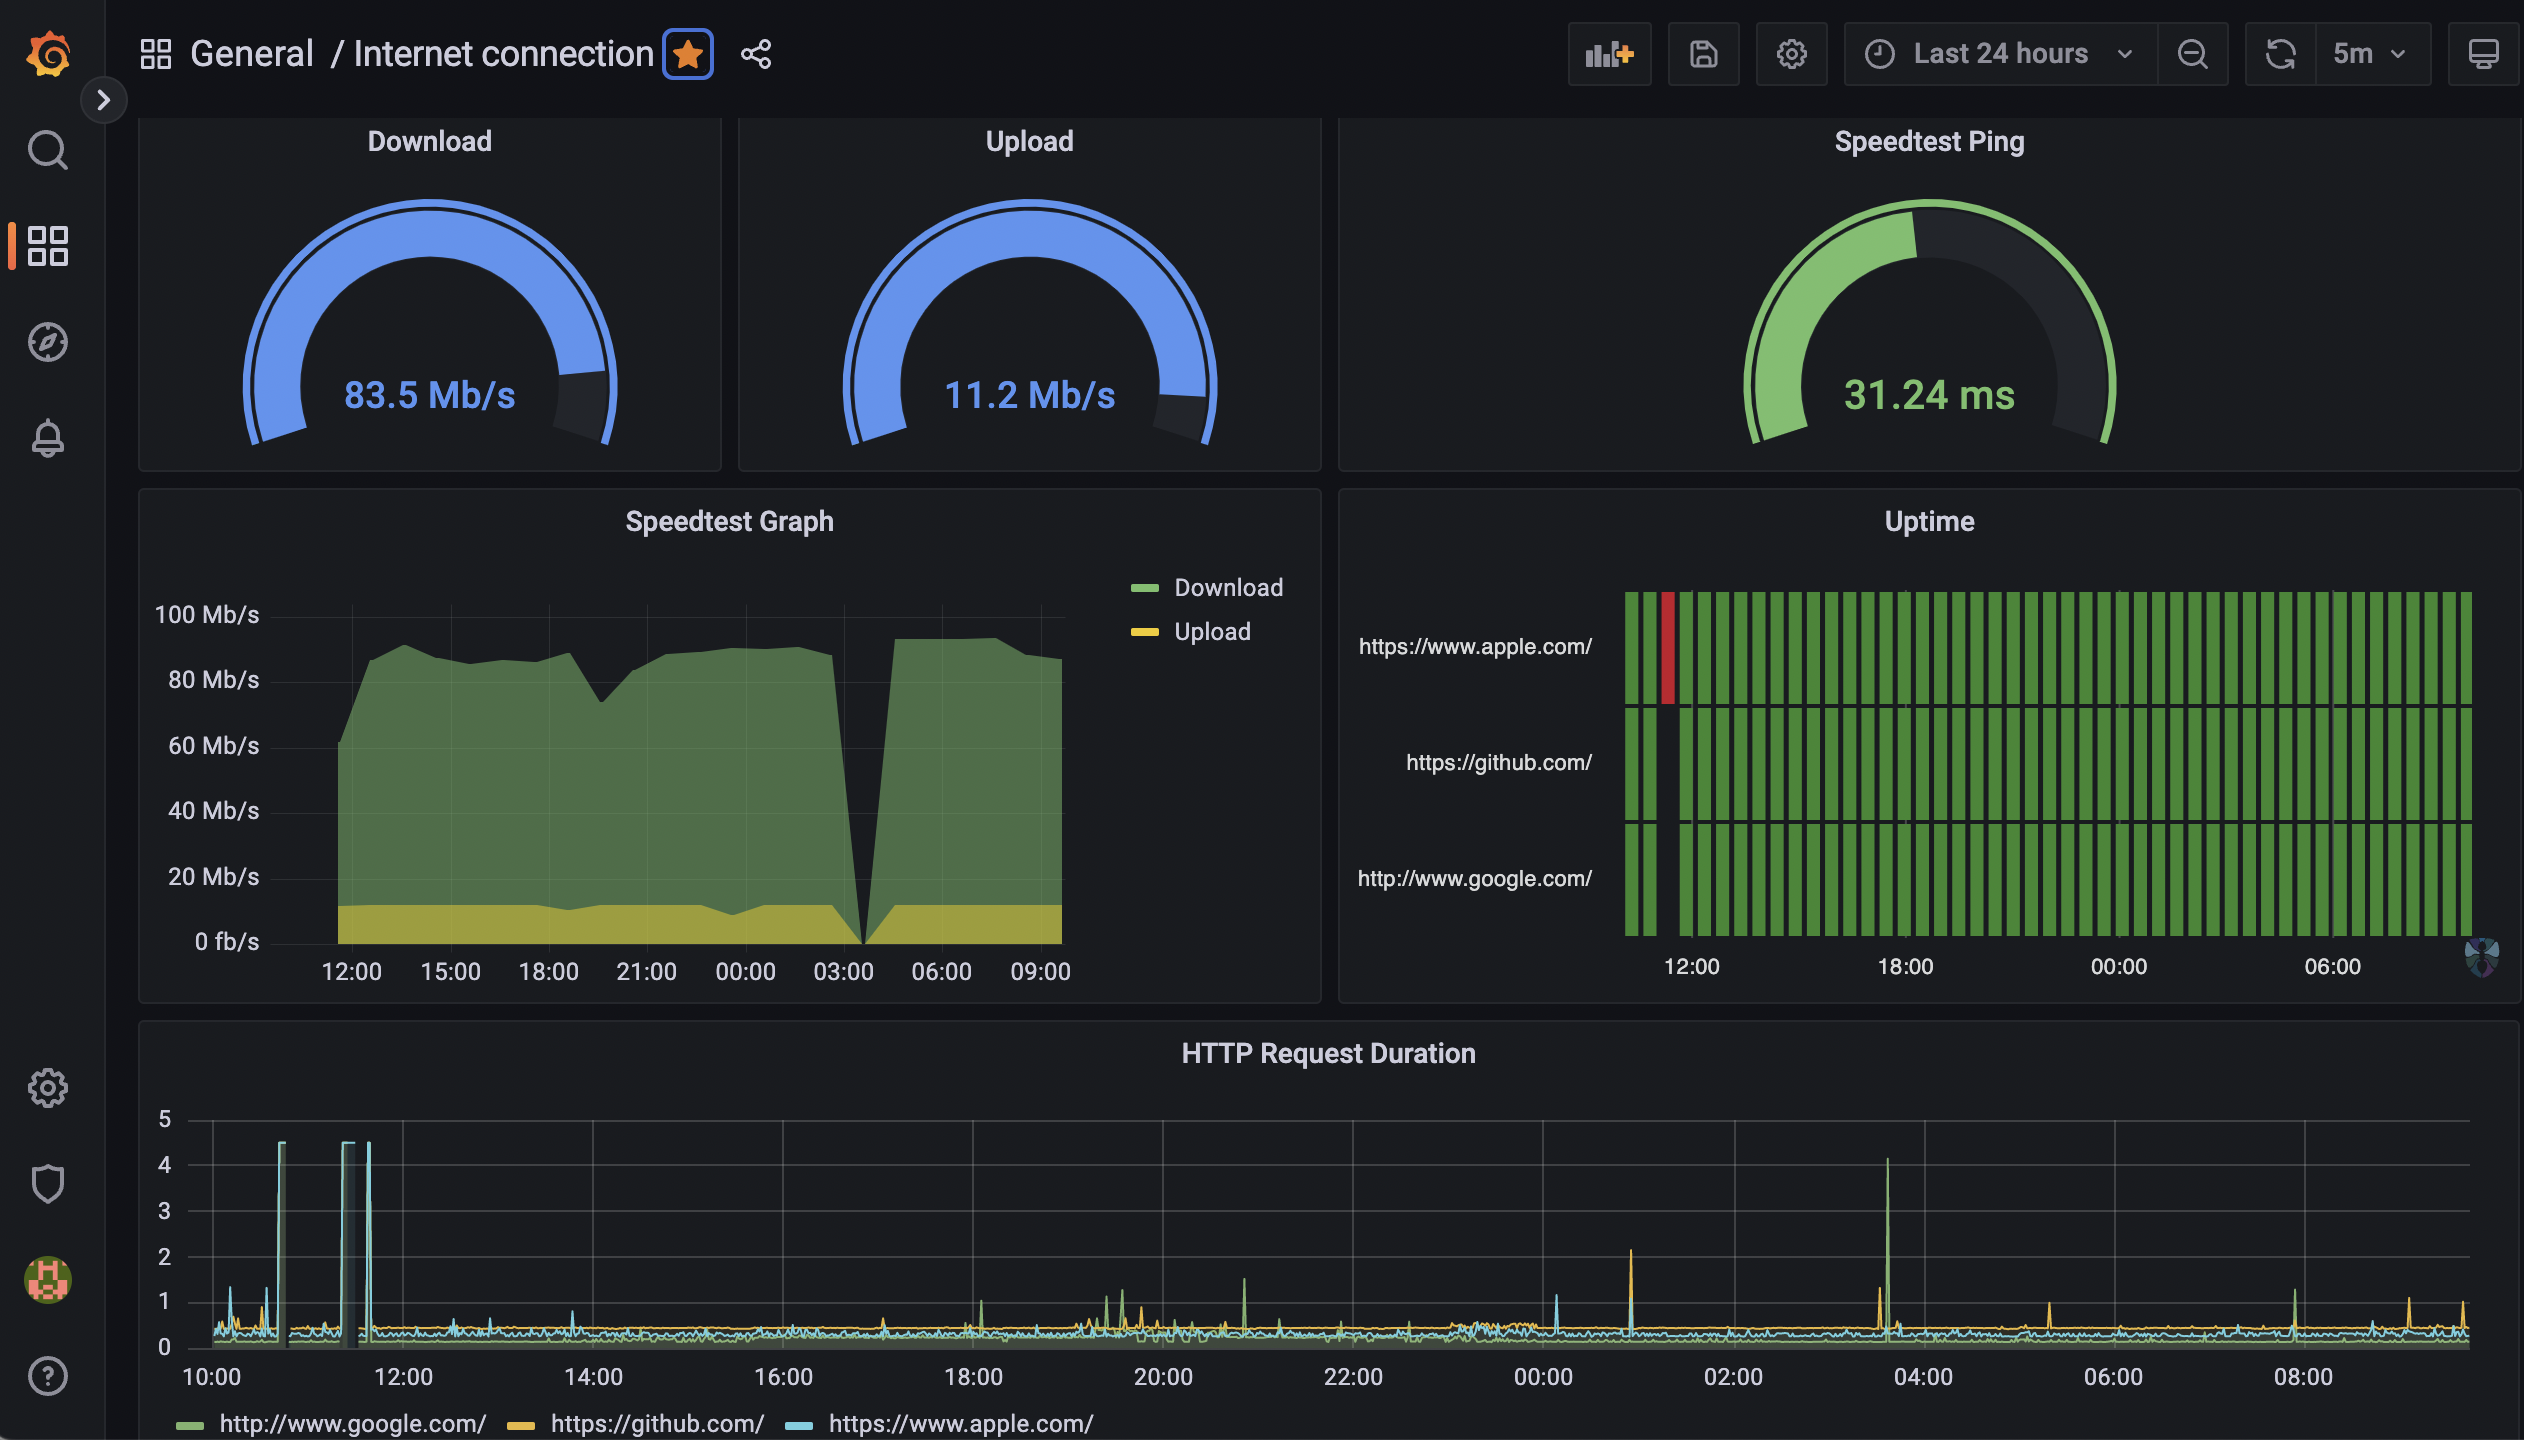 General / Internet connection
Last 24 hours
5m
Download
Upload
Speedtest Ping
83.5 Mb/s
11.2 Mb/s
31.24 ms
Speedtest Graph
Download
Upload
100 Mb/s
80 Mb/s
60 Mb/s
40 Mb/s
20 Mb/s
0 fb/s
12:00 15:00 18:00 21:00 00:00 03:00 06:00 09:00
Uptime
https://www.apple.com/
https://github.com/
http://www.google.com/
12:00 18:00 00:00 06:00
HTTP Request Duration
5
4
3
2
1
0
10:00 12:00 14:00 16:00 18:00 20:00 22:00 00:00 02:00 04:00 06:00 08:00
http://www.google.com/ https://github.com/ https://www.apple.com/